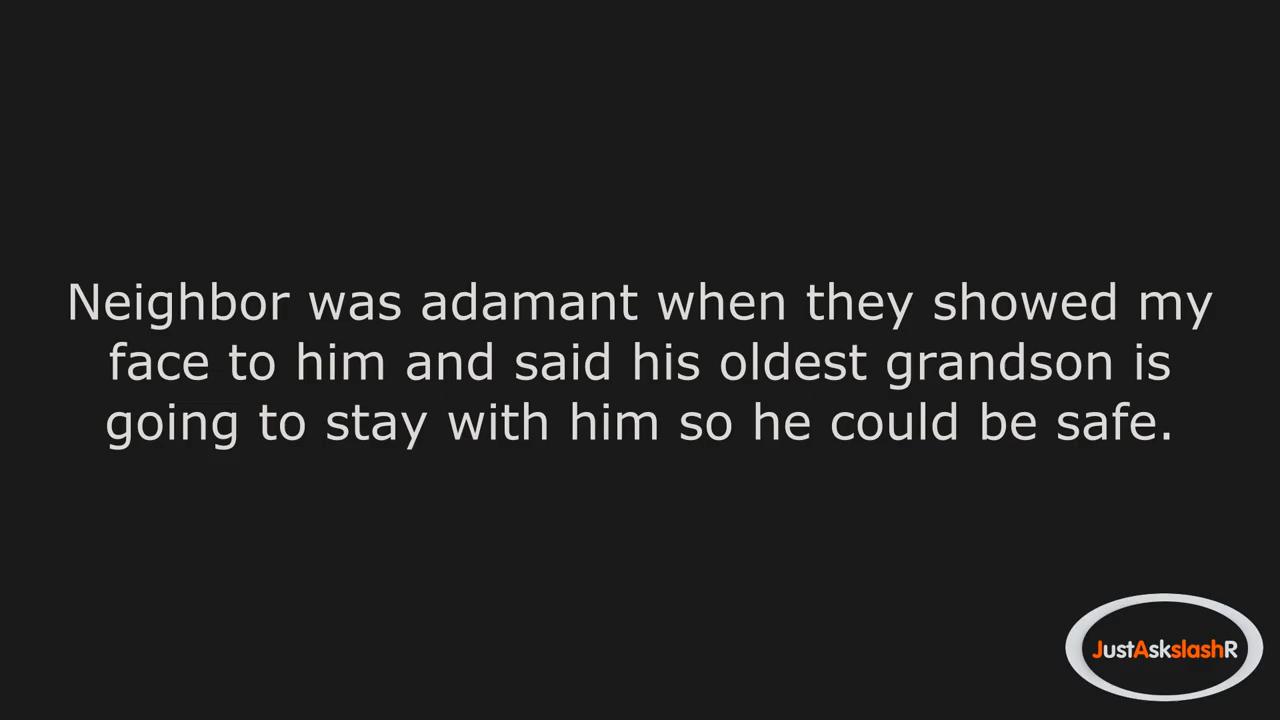 Neighbor was adamant when they showed my
face to him and said his oldest grandson is
going to stay with him so he could be safe.
JustAskslashR